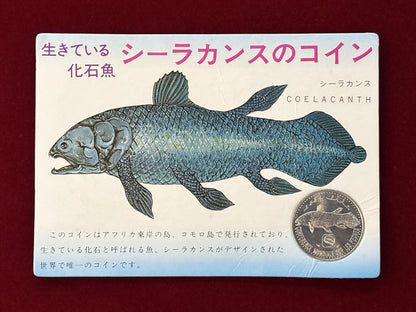 生きている
化石魚
シーラカンスのコイン
シーラカンス
COELACANTH
このコインはアフリカ東岸の島、コモロ島で発行されており、
生きている化石と呼ばれる魚、シーラカンスがデザインされた
世界で唯一のコインです。